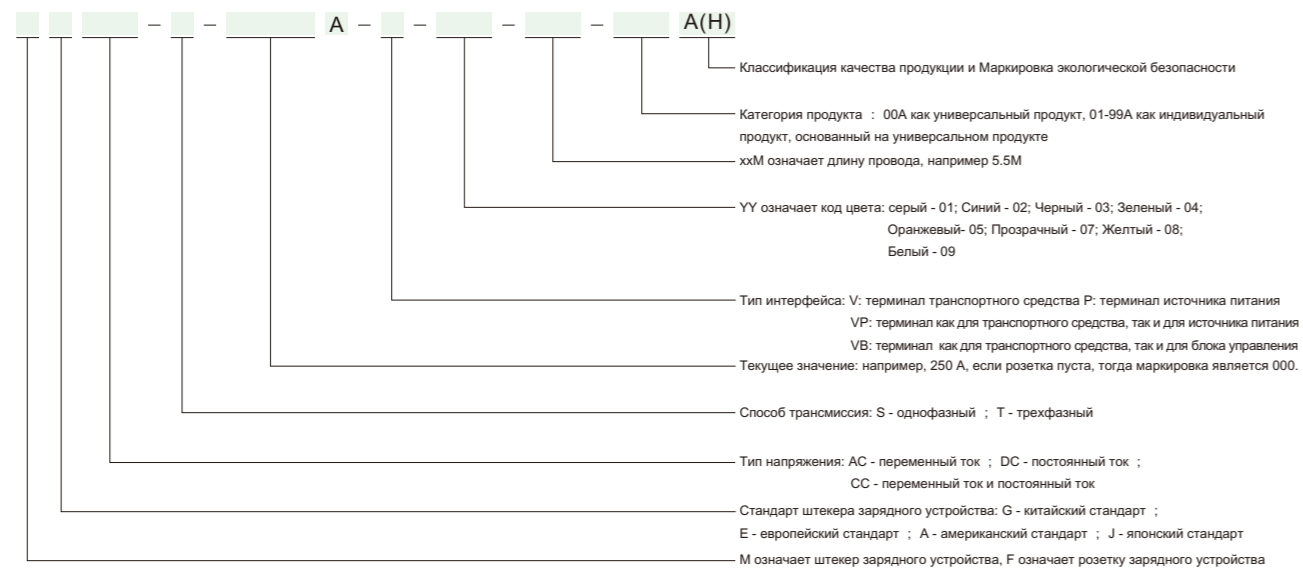 — — A — - — — A(H)
Классификация качества продукции и Маркировка экологической безопасности
Категория продукта : 00A как универсальный продукт, 01-99A как индивидуальный
продукт, основанный на универсальном продукте
xxM означает длину провода, например 5.5M
YY означает код цвета: серый - 01; Синий - 02; Черный - 03; Зеленый - 04;
Оранжевый- 05; Прозрачный - 07; Желтый - 08;
Белый - 09
Тип интерфейса: V: терминал транспортного средства P: терминал источника питания
VP: терминал как для транспортного средства, так и для источника питания
VB: терминал как для транспортного средства, так и для блока управления
Текущее значение: например, 250 A, если розетка пуста, тогда маркировка является 000.
Способ трансмиссия: S - однофазный ; T - трехфазный
Тип напряжения: AC - переменный ток ; DC - постоянный ток ;
CC - переменный ток и постоянный ток
Стандарт штекера зарядного устройства: G - китайский стандарт ;
E - европейский стандарт ; A - американский стандарт ; J - японский стандарт
M означает штекер зарядного устройства, F означает розетку зарядного устройства